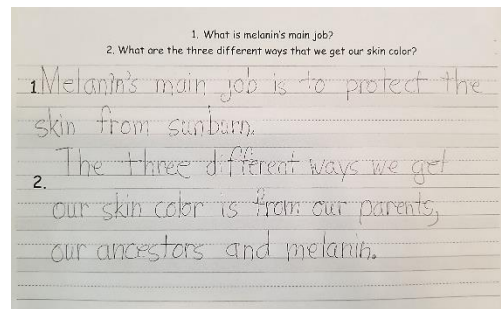 1. What is melanin's main job?
2. What are the three different ways that we get our skin color?
1 Melanin's main job is to protect the
skin from sunburn.
2. The three different ways we get
our skin color is from our parents,
our ancestors and melanin.